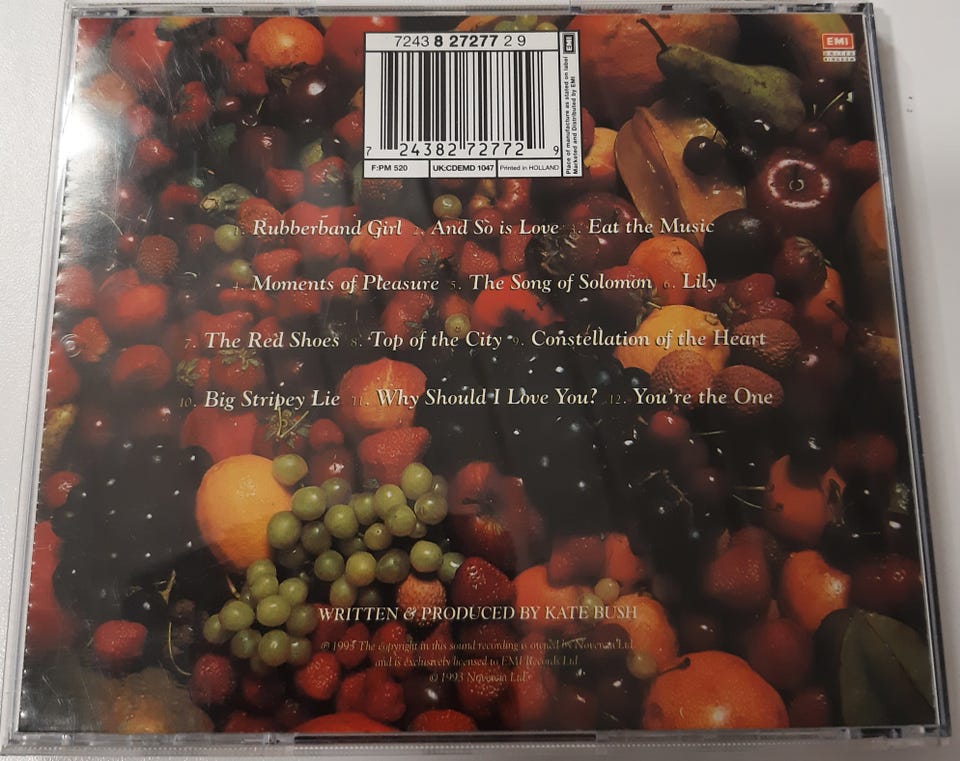 7243 8 27277 2 9
EMI
7 24382 72772 9
F:PM 520
UK:CDEMD 1047
Printed in HOLLAND
Place of manufacture as stated on label
Marketed and Distributed by EMI
EMI
UNITED
KINGDOM
1. Rubberband Girl 2. And So is Love 3. Eat the Music
4. Moments of Pleasure 5. The Song of Solomon 6. Lily
7. The Red Shoes 8. Top of the City 9. Constellation of the Heart
10. Big Stripey Lie 11. Why Should I Love You? 12. You're the One
WRITTEN & PRODUCED BY KATE BUSH
℗ 1993 The copyright in this sound recording is owned by Novercia Ltd.
and is exclusively licensed to EMI Records Ltd
© 1993 Novercia Ltd.